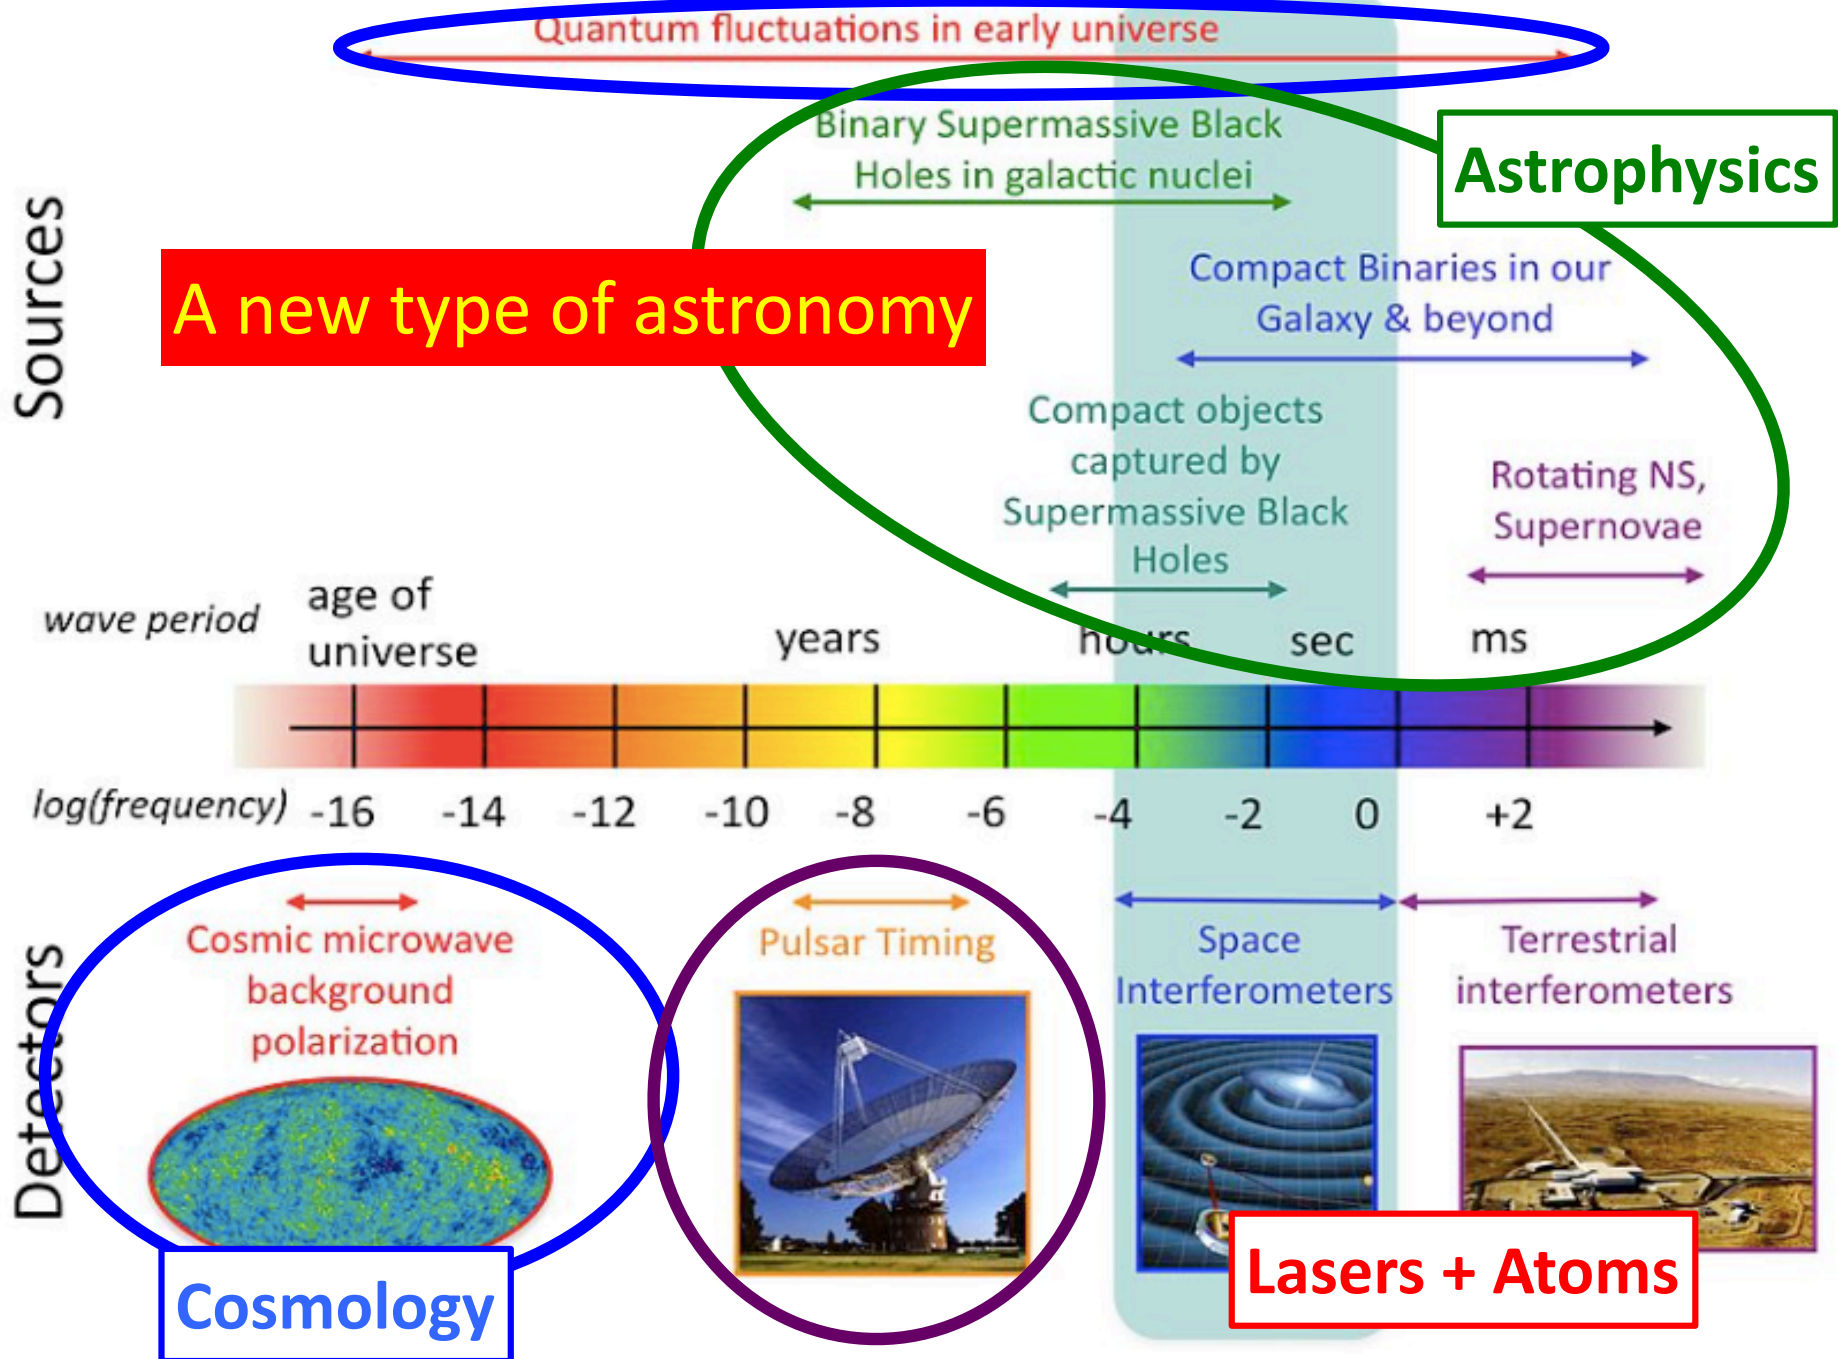 Quantum fluctuations in early universe
Binary Supermassive Black
Holes in galactic nuclei
Astrophysics
Sources
A new type of astronomy
Compact Binaries in our
Galaxy & beyond
Compact objects
captured by
Supermassive Black
Holes
Rotating NS,
Supernovae
wave period
age of
universe
years
hours
sec
ms
log(frequency)
-16
-14
-12
-10
-8
-6
-4
-2
0
+2
Detectors
Cosmic microwave
background
polarization
Pulsar Timing
Space
Interferometers
Terrestrial
interferometers
Cosmology
Lasers + Atoms